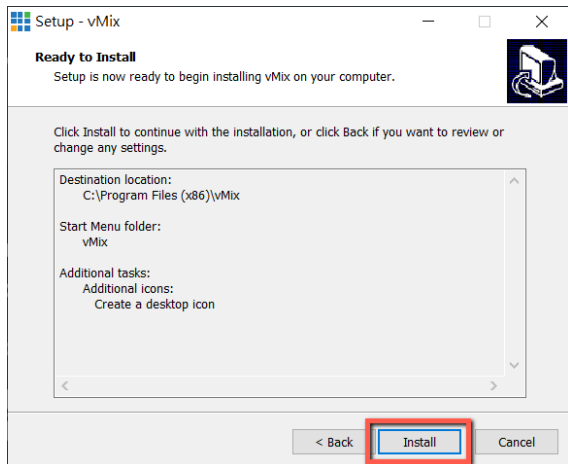 Setup - vMix
Ready to Install
Setup is now ready to begin installing vMix on your computer.
Click Install to continue with the installation, or click Back if you want to review or
change any settings.
Destination location:
C:\Program Files (x86)\vMix
Start Menu folder:
vMix
Additional tasks:
Additional icons:
Create a desktop icon
< Back
Install
Cancel